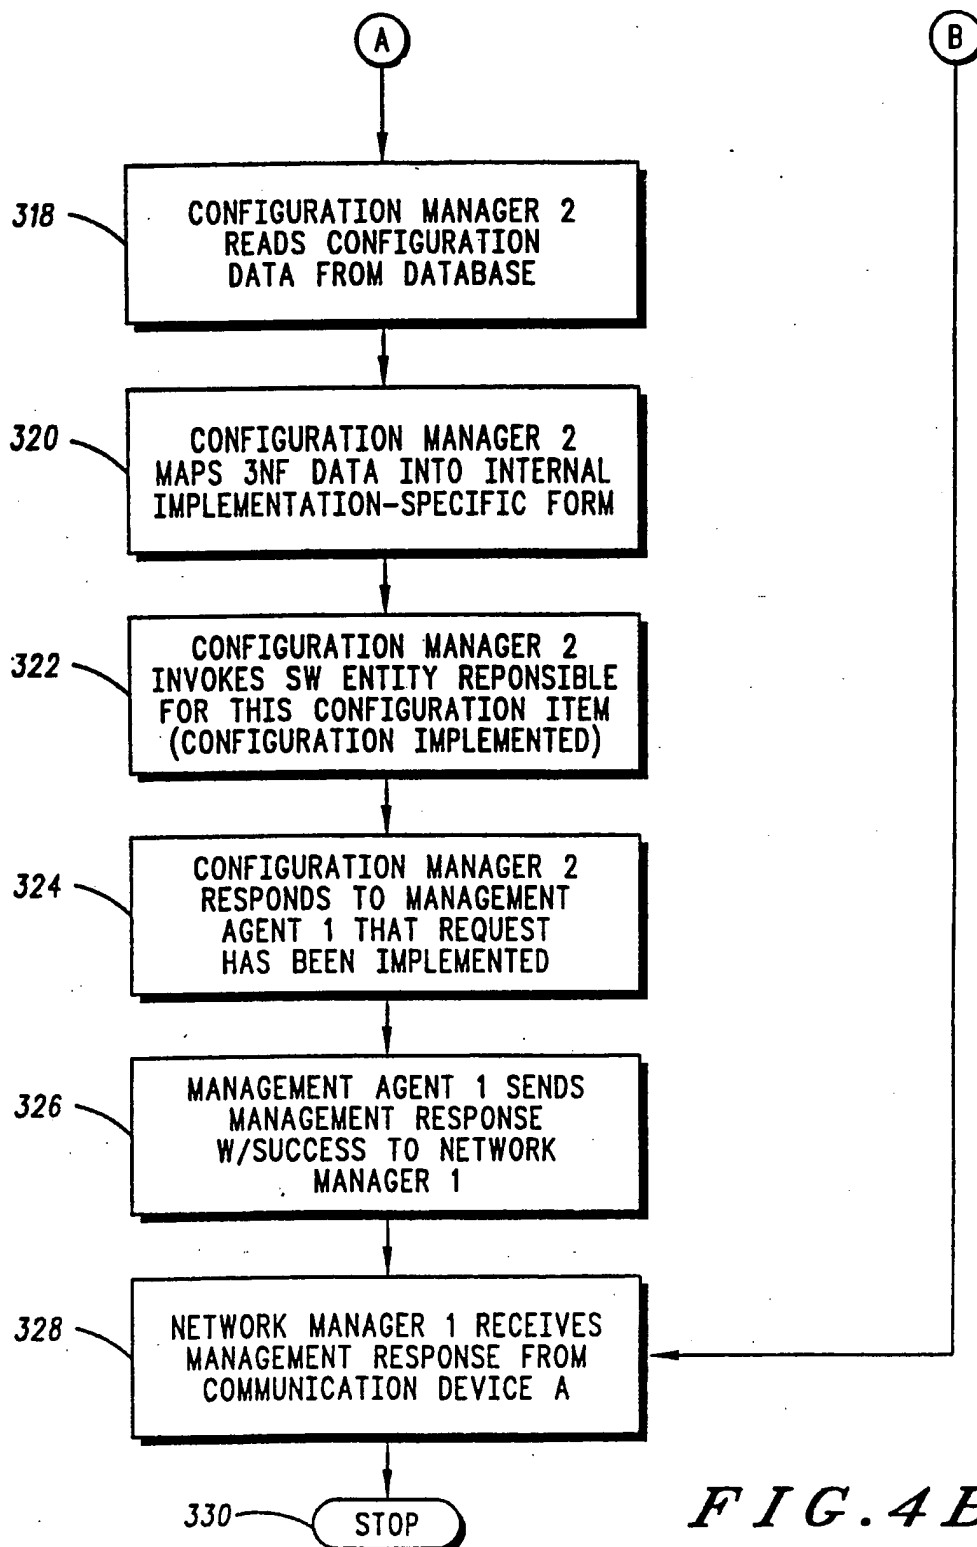 A
B
318
CONFIGURATION MANAGER 2
READS CONFIGURATION
DATA FROM DATABASE
320
CONFIGURATION MANAGER 2
MAPS 3NF DATA INTO INTERNAL
IMPLEMENTATION-SPECIFIC FORM
322
CONFIGURATION MANAGER 2
INVOKES SW ENTITY REPONSIBLE
FOR THIS CONFIGURATION ITEM
(CONFIGURATION IMPLEMENTED)
324
CONFIGURATION MANAGER 2
RESPONDS TO MANAGEMENT
AGENT 1 THAT REQUEST
HAS BEEN IMPLEMENTED
326
MANAGEMENT AGENT 1 SENDS
MANAGEMENT RESPONSE
W/SUCCESS TO NETWORK
MANAGER 1
328
NETWORK MANAGER 1 RECEIVES
MANAGEMENT RESPONSE FROM
COMMUNICATION DEVICE A
330
STOP
FIG.4B